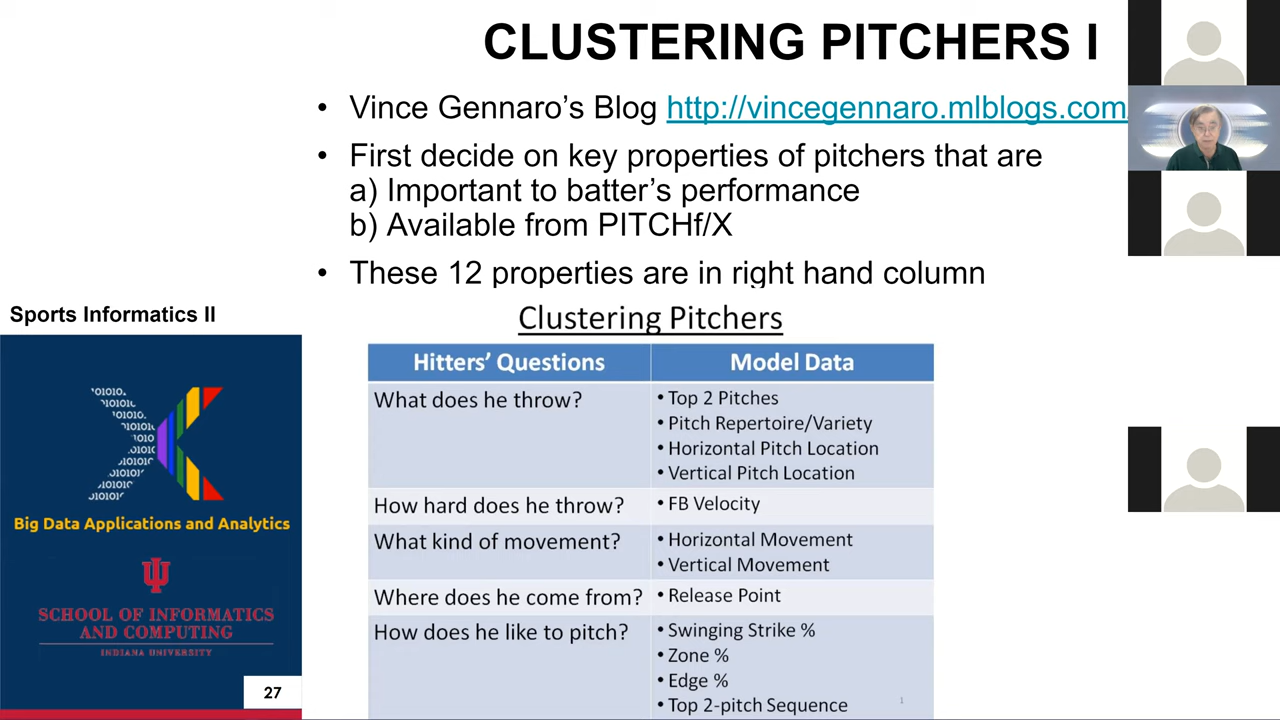 CLUSTERING PITCHERS I
• Vince Gennaro’s Blog http://vincegennaro.mlblogs.com
• First decide on key properties of pitchers that are
a) Important to batter’s performance
b) Available from PITCHf/X
• These 12 properties are in right hand column
Sports Informatics II
Clustering Pitchers
Hitters’ Questions
Model Data
What does he throw?
• Top 2 Pitches
• Pitch Repertoire/Variety
• Horizontal Pitch Location
• Vertical Pitch Location
How hard does he throw?
• FB Velocity
What kind of movement?
• Horizontal Movement
• Vertical Movement
Where does he come from?
• Release Point
How does he like to pitch?
• Swinging Strike %
• Zone %
• Edge %
• Top 2-pitch Sequence
1
Big Data Applications and Analytics
SCHOOL OF INFORMATICS
AND COMPUTING
INDIANA UNIVERSITY
27